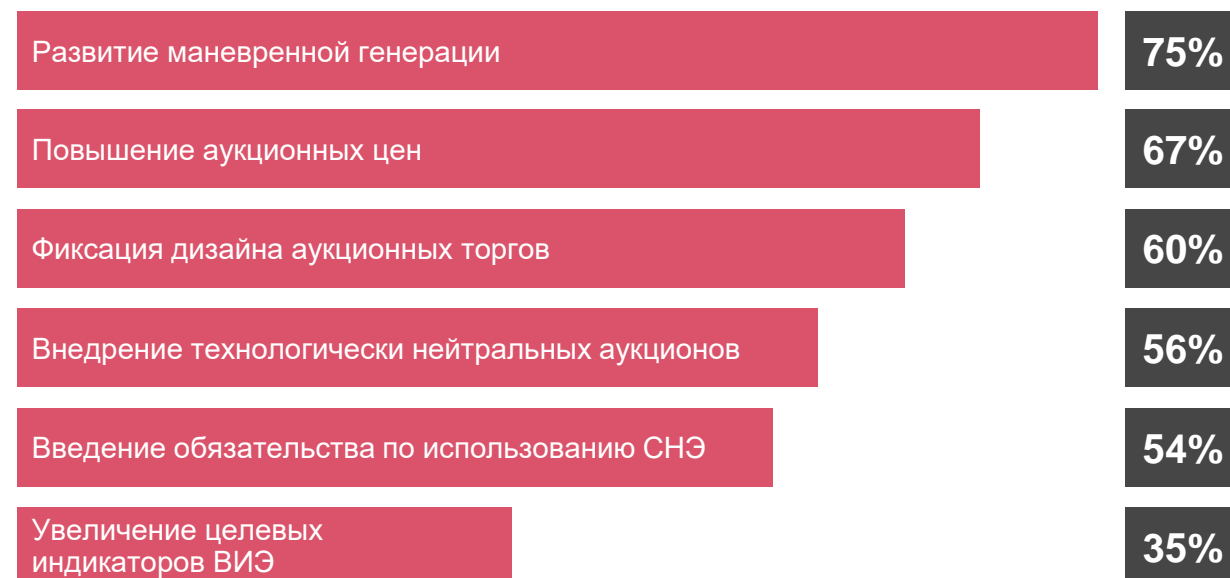 Развитие маневренной генерации
75%
Повышение аукционных цен
67%
Фиксация дизайна аукционных торгов
60%
Внедрение технологически нейтральных аукционов
56%
Введение обязательства по использованию СНЭ
54%
Увеличение целевых
индикаторов ВИЭ
35%